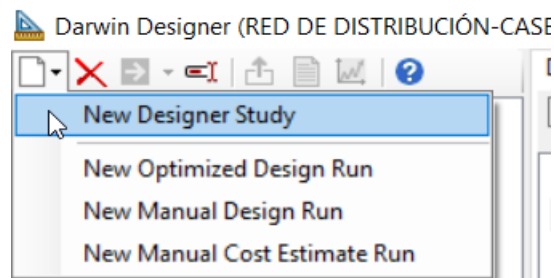 Darwin Designer (RED DE DISTRIBUCIÓN-CASE
New Designer Study
New Optimized Design Run
New Manual Design Run
New Manual Cost Estimate Run